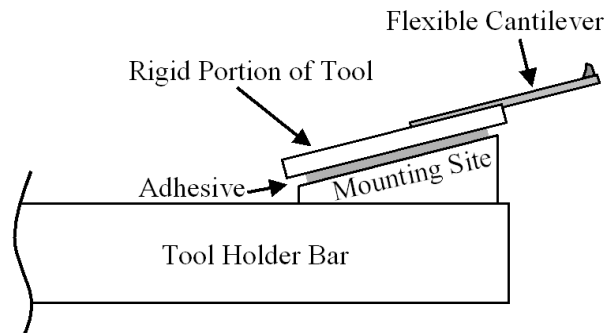 Flexible Cantilever
Rigid Portion of Tool
Adhesive
Mounting Site
Tool Holder Bar